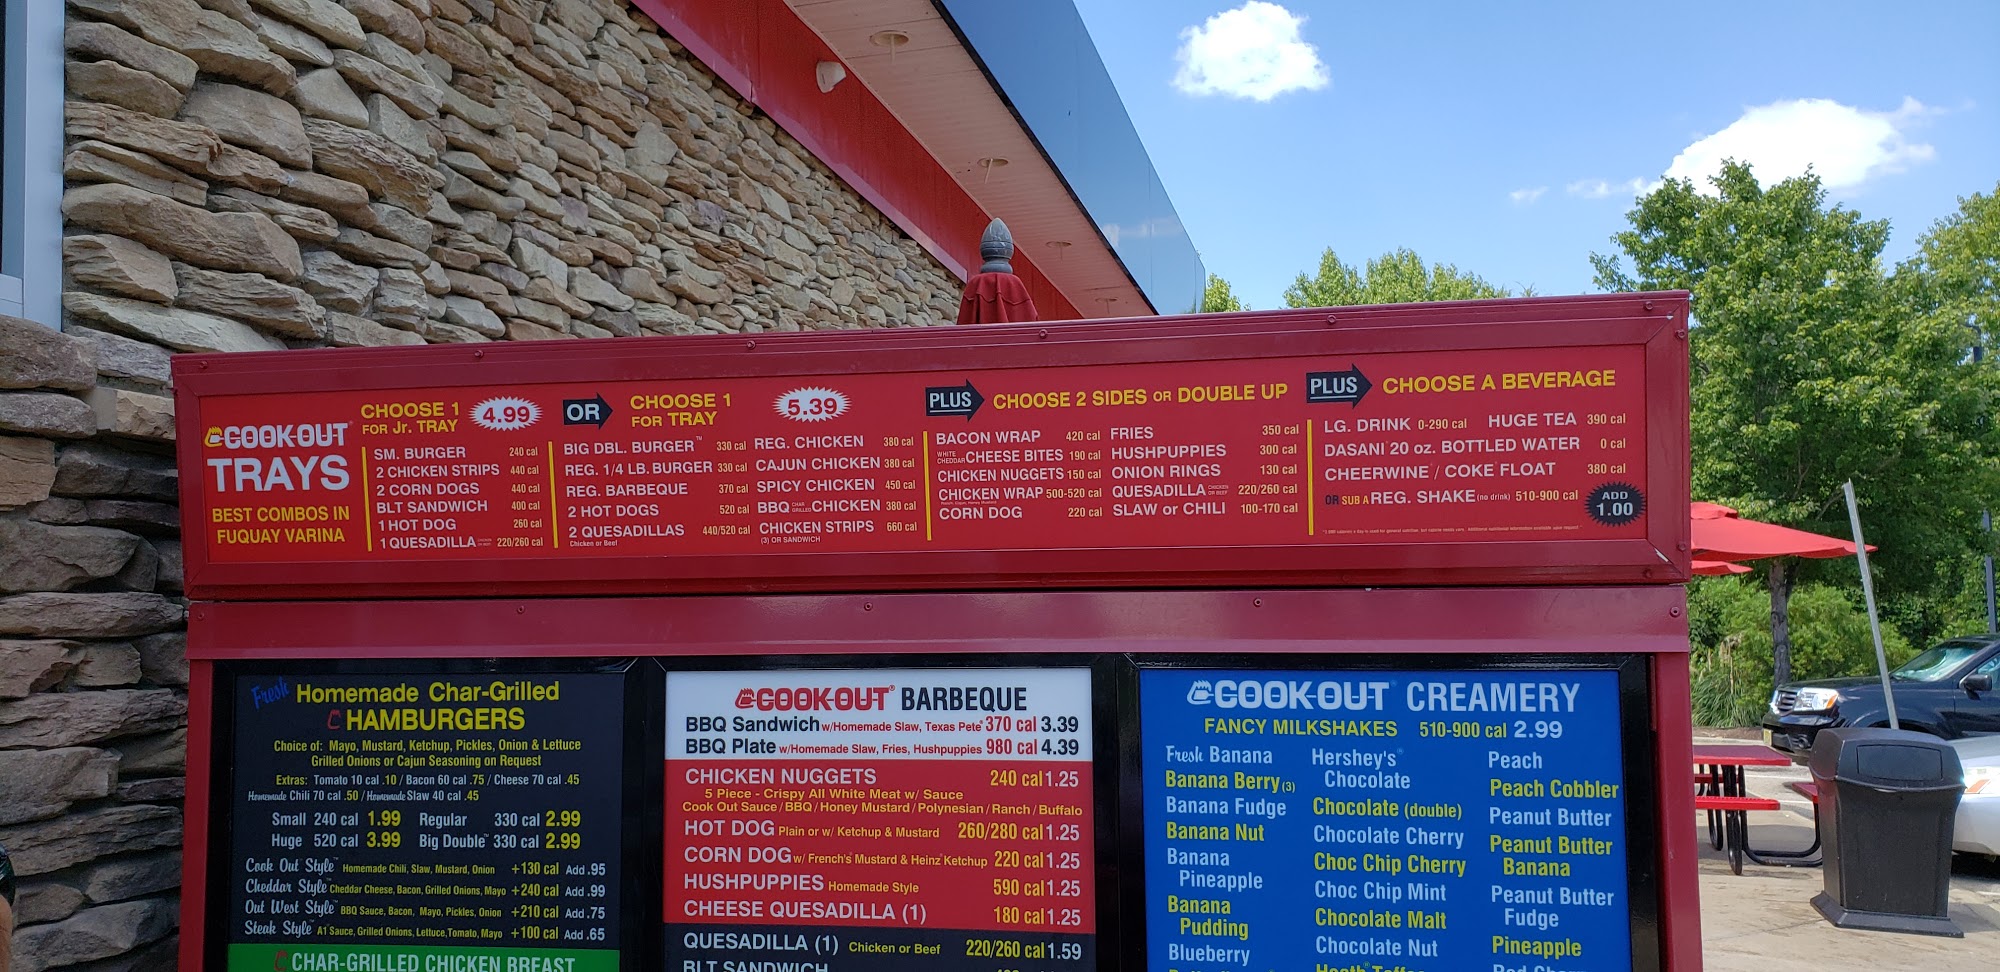 COOK-OUT®
TRAYS
BEST COMBOS IN
FUQUAY VARINA
CHOOSE 1
FOR Jr. TRAY
4.99
SM. BURGER 240 cal
2 CHICKEN STRIPS 440 cal
2 CORN DOGS 440 cal
BLT SANDWICH 400 cal
1 HOT DOG 260 cal
1 QUESADILLA CHICKEN OR BEEF 220/260 cal
OR
CHOOSE 1
FOR TRAY
5.39
BIG DBL. BURGER™ 330 cal
REG. 1/4 LB. BURGER 330 cal
REG. BARBEQUE 370 cal
2 HOT DOGS 520 cal
2 QUESADILLAS 440/520 cal
Chicken or Beef
REG. CHICKEN 380 cal
CAJUN CHICKEN 380 cal
SPICY CHICKEN 450 cal
BBQ CHAR GRILLED CHICKEN 380 cal
CHICKEN STRIPS 660 cal
(3) OR SANDWICH
PLUS
CHOOSE 2 SIDES OR DOUBLE UP
BACON WRAP 420 cal
WHITE CHEDDAR CHEESE BITES 190 cal
CHICKEN NUGGETS 150 cal
CHICKEN WRAP 500-520 cal
CORN DOG 220 cal
FRIES 350 cal
HUSHPUPPIES 300 cal
ONION RINGS 130 cal
QUESADILLA CHICKEN OR BEEF 220/260 cal
SLAW or CHILI 100-170 cal
PLUS
CHOOSE A BEVERAGE
LG. DRINK 0-290 cal HUGE TEA 390 cal
DASANI® 20 oz. BOTTLED WATER 0 cal
CHEERWINE® / COKE® FLOAT 380 cal
OR SUB A REG. SHAKE (no drink) 510-900 cal
ADD
1.00
Fresh Homemade Char-Grilled
HAMBURGERS
Choice of: Mayo, Mustard, Ketchup, Pickles, Onion & Lettuce
Grilled Onions or Cajun Seasoning on Request
Extras: Tomato 10 cal .10 / Bacon 60 cal .75 / Cheese 70 cal .45
Homemade Chili 70 cal .50 / Homemade Slaw 40 cal .45
Small 240 cal 1.99 Regular 330 cal 2.99
Huge 520 cal 3.99 Big Double™ 330 cal 2.99
Cook Out Style™ Homemade Chili, Slaw, Mustard, Onion +130 cal Add .95
Cheddar Style™ Cheddar Cheese, Bacon, Grilled Onions, Mayo +240 cal Add .99
Out West Style™ BBQ Sauce, Bacon, Mayo, Pickles, Onion +210 cal Add .75
Steak Style™ A1 Sauce, Grilled Onions, Lettuce, Tomato, Mayo +100 cal Add .65
CHAR-GRILLED CHICKEN BREAST
COOK-OUT® BARBEQUE
BBQ Sandwich w/Homemade Slaw, Texas Pete® 370 cal 3.39
BBQ Plate w/Homemade Slaw, Fries, Hushpuppies 980 cal 4.39
CHICKEN NUGGETS 240 cal 1.25
5 Piece - Crispy All White Meat w/ Sauce
Cook Out Sauce / BBQ / Honey Mustard / Polynesian / Ranch / Buffalo
HOT DOG Plain or w/ Ketchup & Mustard 260/280 cal 1.25
CORN DOG w/ French's® Mustard & Heinz® Ketchup 220 cal 1.25
HUSHPUPPIES Homemade Style 590 cal 1.25
CHEESE QUESADILLA (1) 180 cal 1.25
QUESADILLA (1) Chicken or Beef 220/260 cal 1.59
BLT SANDWICH
COOK-OUT® CREAMERY
FANCY MILKSHAKES 510-900 cal 2.99
Fresh Banana
Banana Berry (3)
Banana Fudge
Banana Nut
Banana
Pineapple
Banana
Pudding
Blueberry
Hershey's®
Chocolate
Chocolate (double)
Chocolate Cherry
Choc Chip Cherry
Choc Chip Mint
Chocolate Malt
Chocolate Nut
Heath® Toffee
Peach
Peach Cobbler
Peanut Butter
Peanut Butter
Banana
Peanut Butter
Fudge
Pineapple